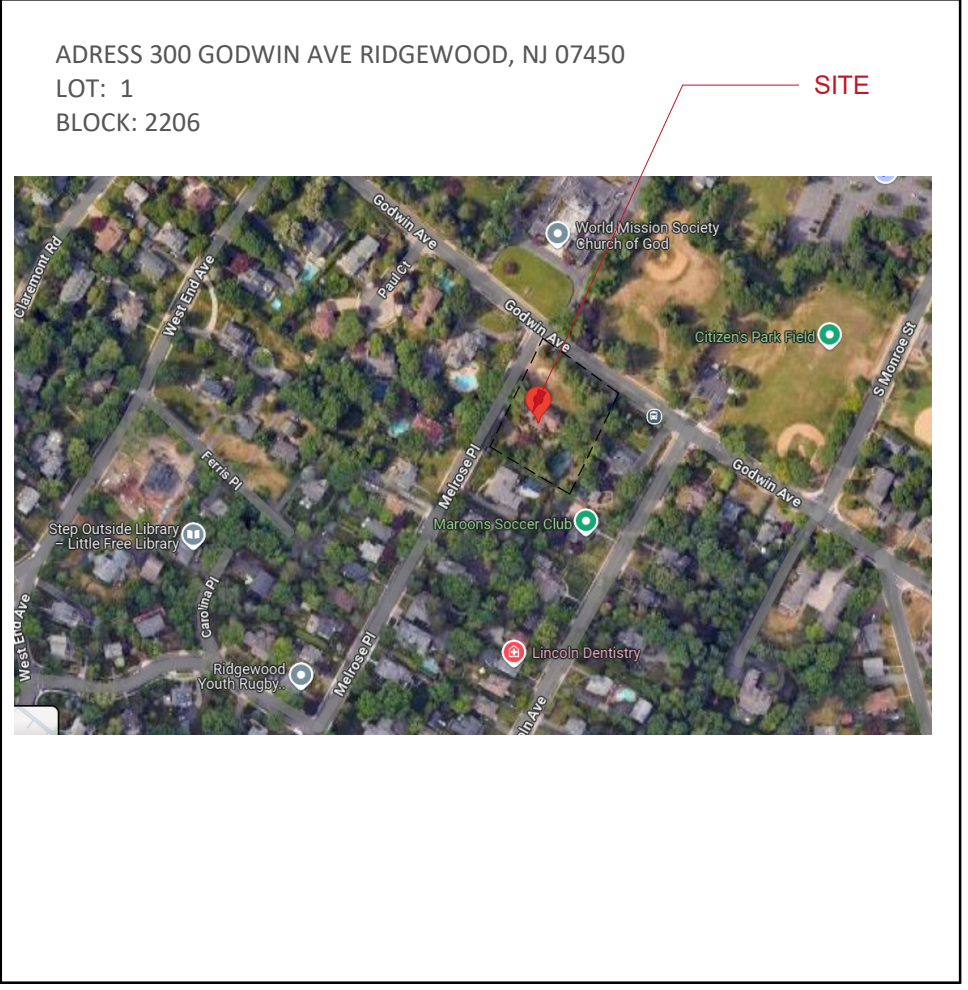 ADRESS 300 GODWIN AVE RIDGEWOOD, NJ 07450
LOT: 1
BLOCK: 2206
SITE
Godwin Ave
World Mission Society
Church of God
Claremont Rd
West End Ave
Paul Ct
Godwin Ave
Citizen's Park Field
S Monroe St
Ferris Pl
Melrose Pl
Godwin Ave
Step Outside Library
– Little Free Library
Maroons Soccer Club
Carolina Pl
West End Ave
Lincoln Dentistry
Ridgewood
Youth Rugby..
Melrose Pl
Ave